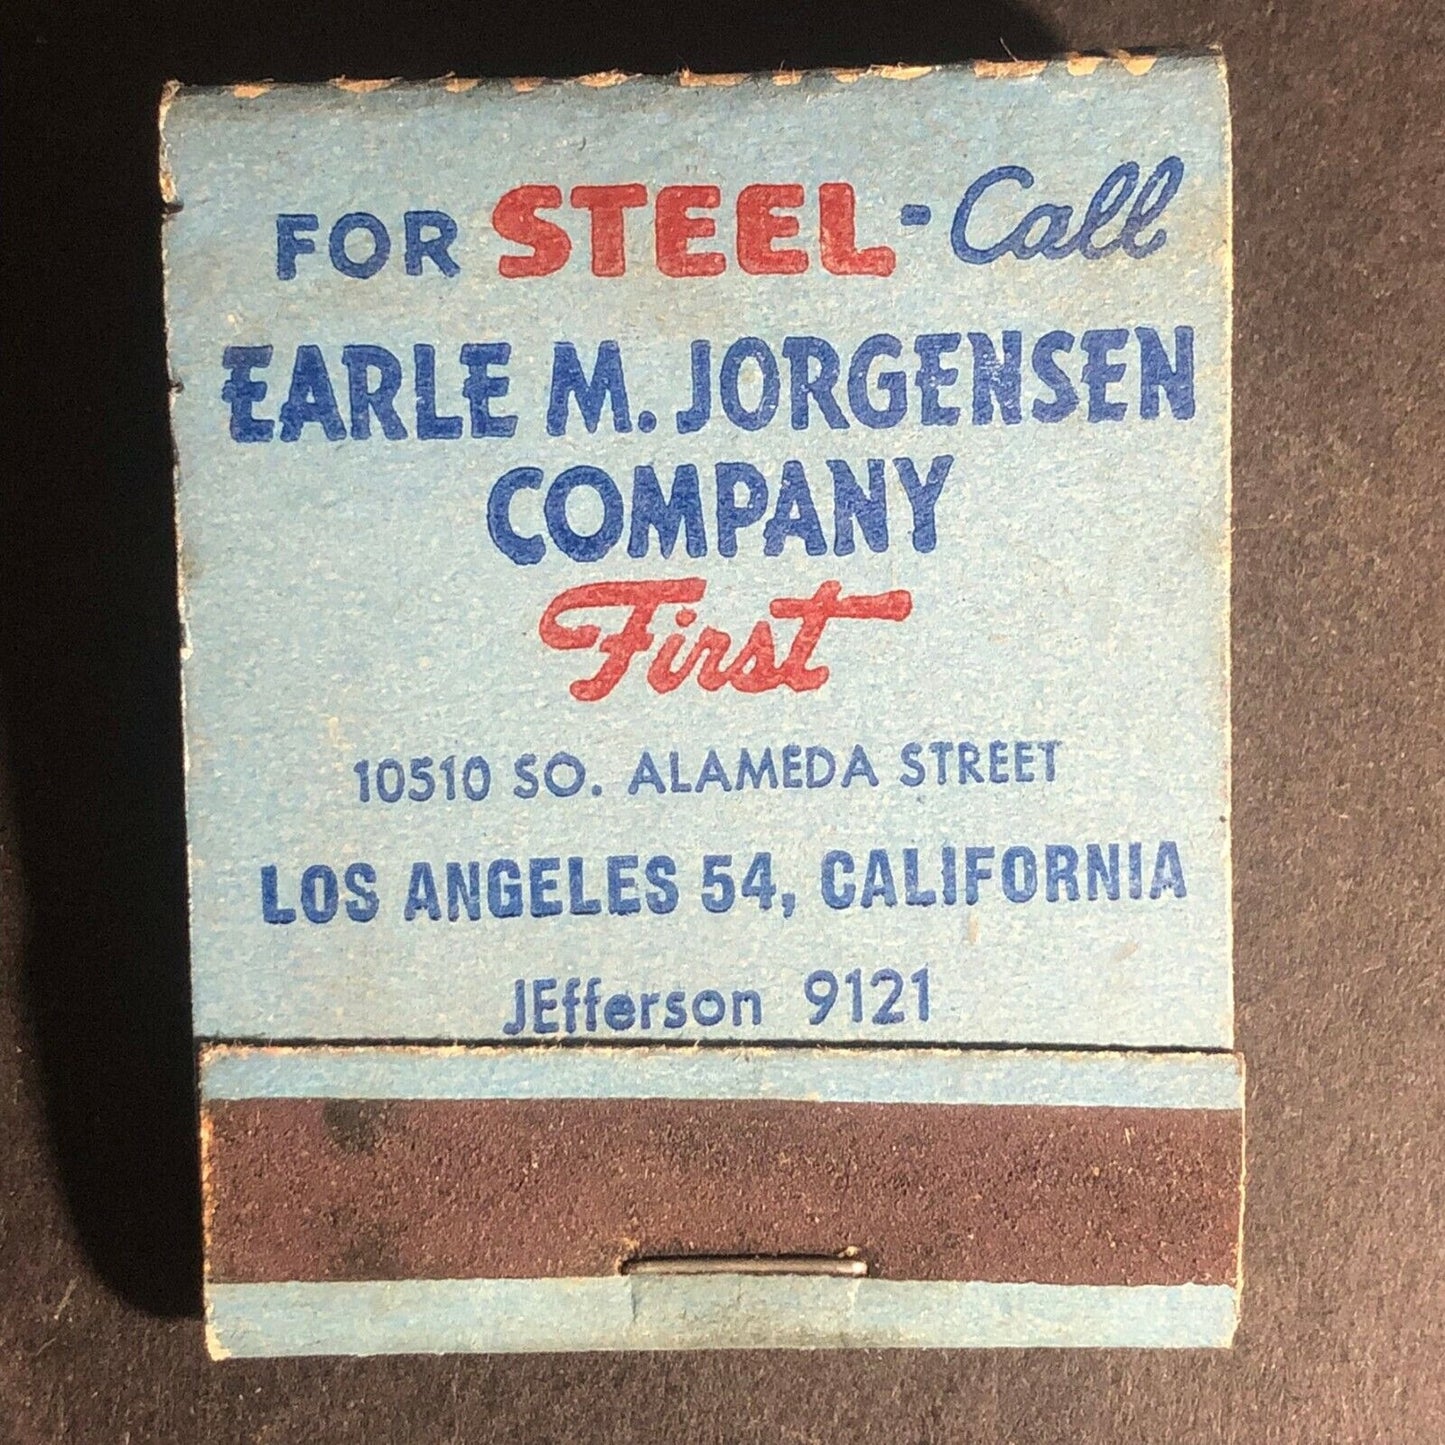 FOR STEEL - Call
EARLE M. JORGENSEN
COMPANY
First
10510 SO. ALAMEDA STREET
LOS ANGELES 54, CALIFORNIA
JEfferson 9121